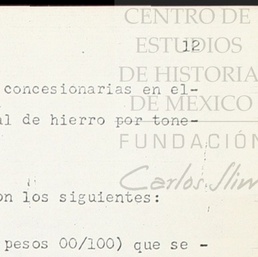 CENTRO DE
ESTUDIOS
12
DE HISTORIA
concesionarias en el-
DE MEXICO
al de hierro por tone-
FUNDACIÓN
Carlos Slim
on los siguientes:
pesos 00/100) que se -